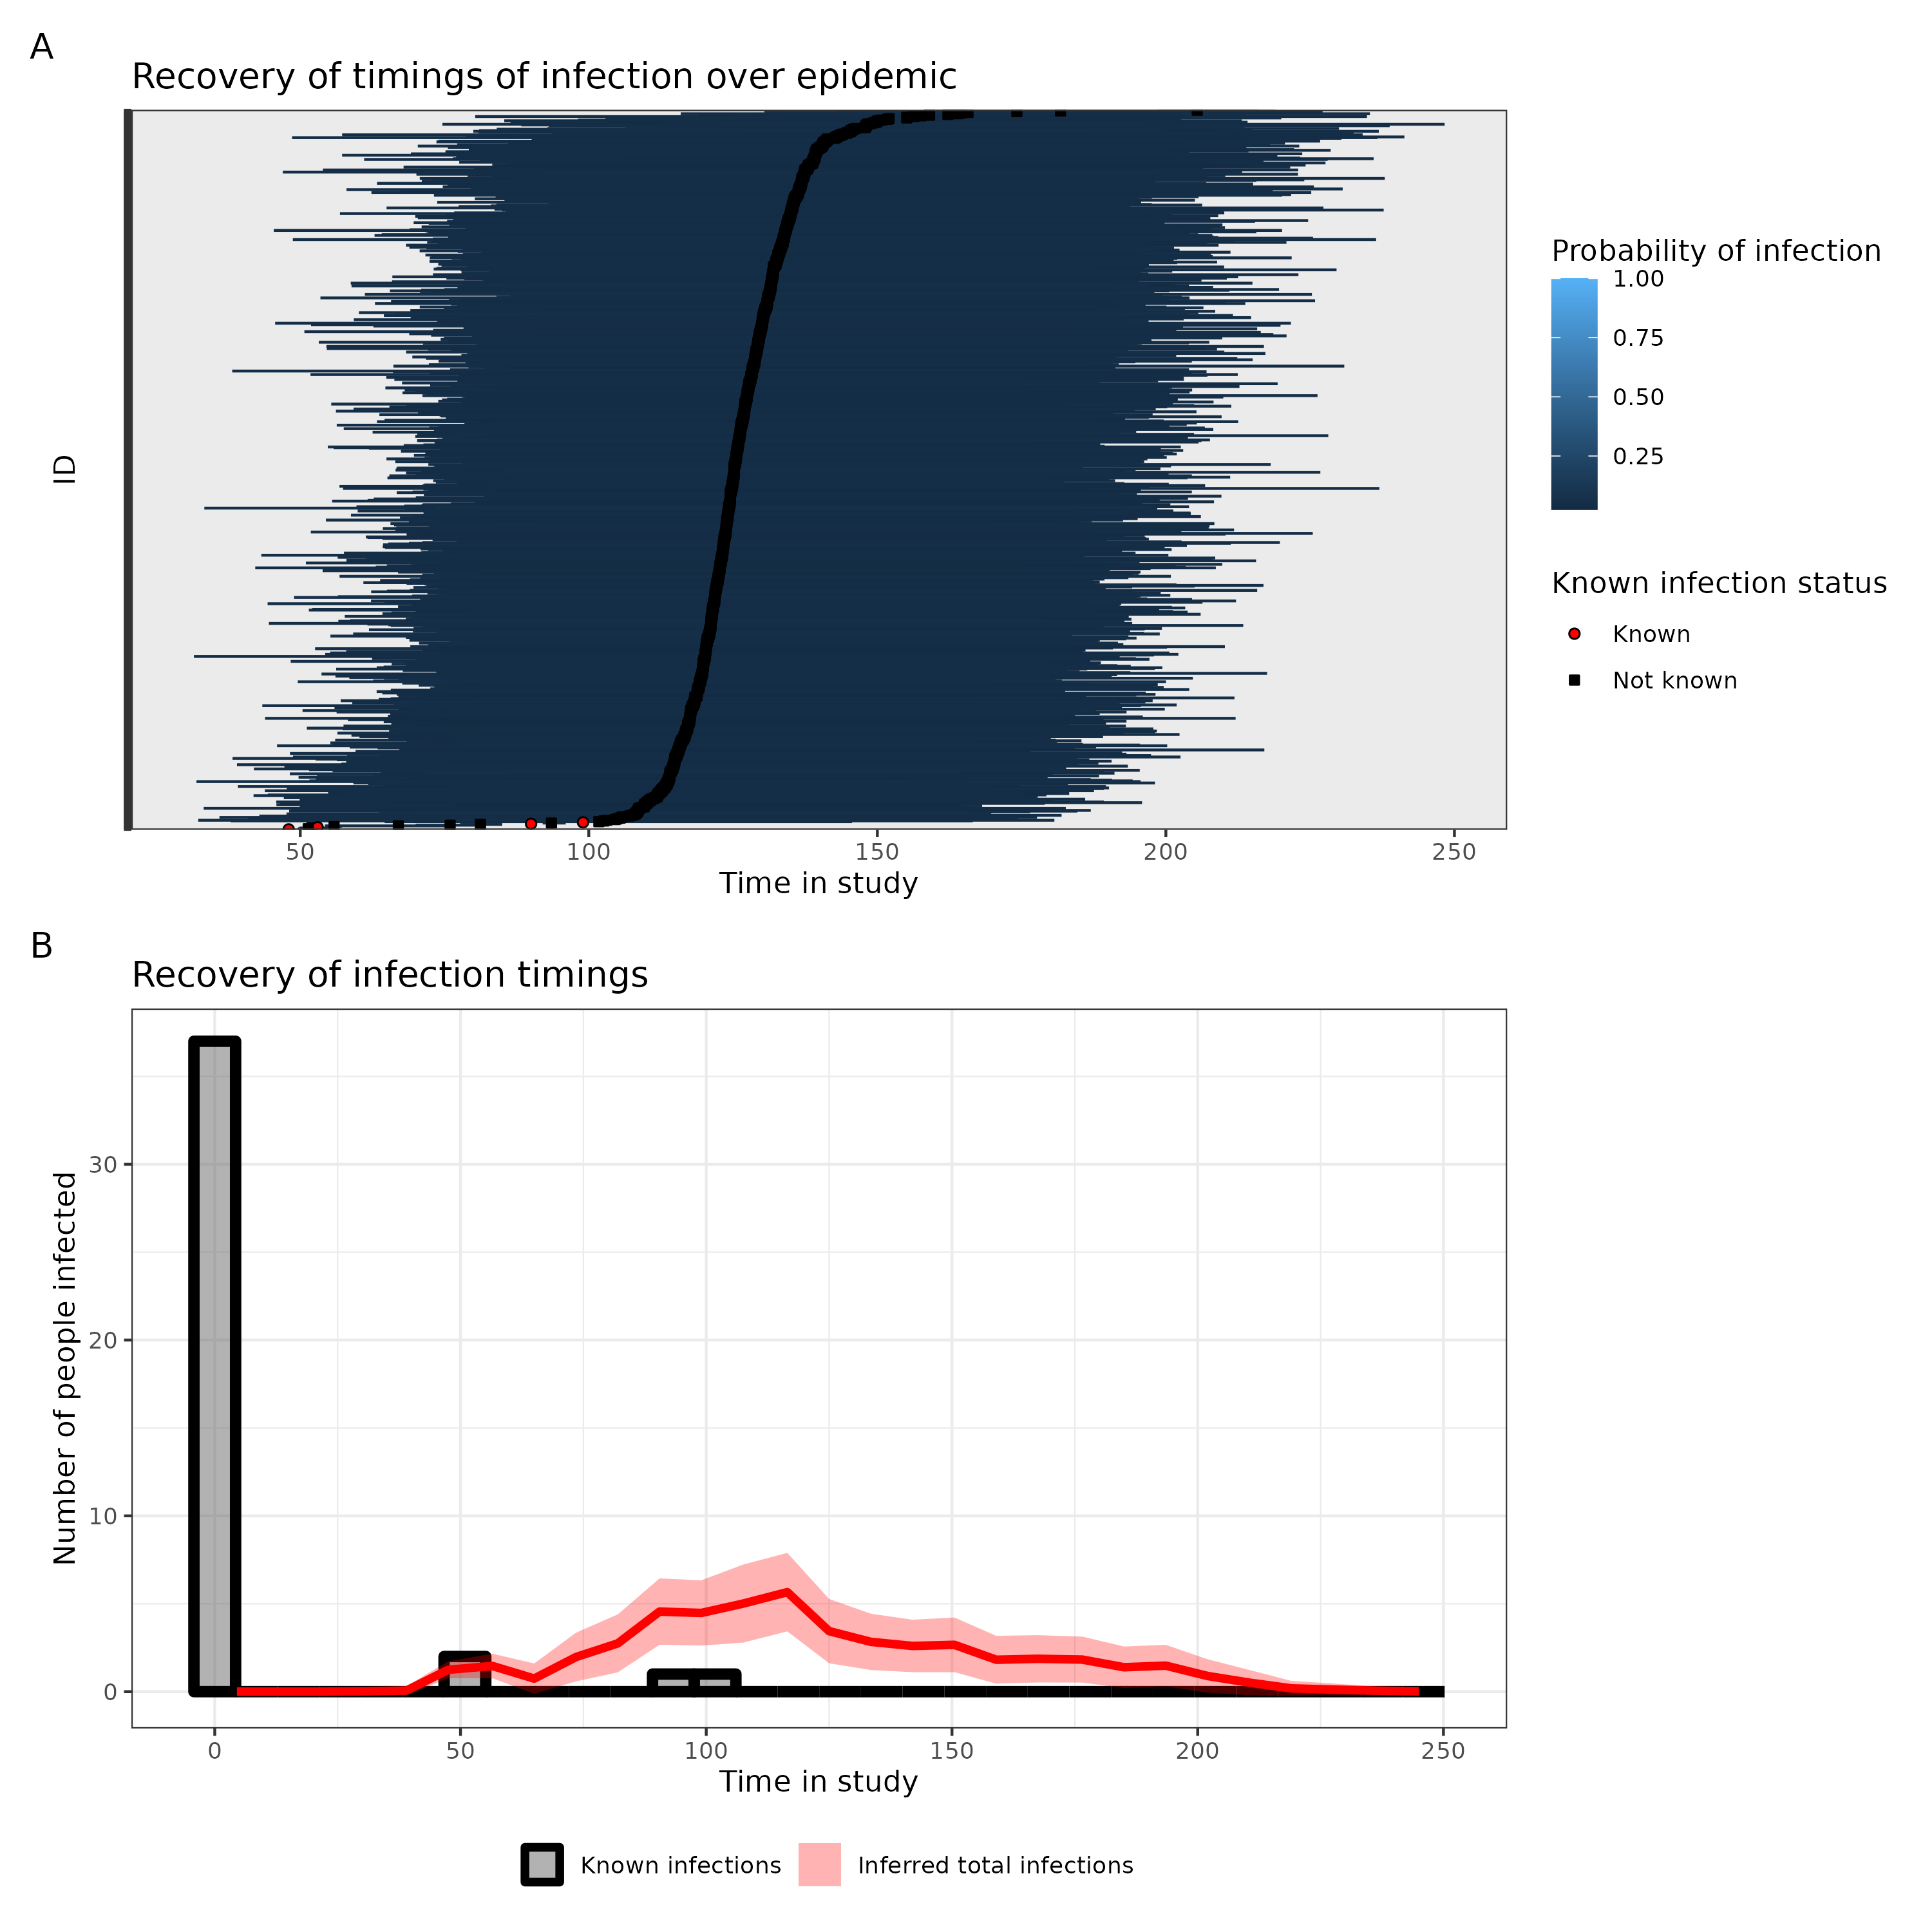 A
Recovery of timings of infection over epidemic
ID
50 100 150 200 250
Time in study
Probability of infection
1.00
0.75
0.50
0.25
Known infection status
Known
Not known
B
Recovery of infection timings
Number of people infected
30
20
10
0
0 50 100 150 200 250
Time in study
Known infections Inferred total infections